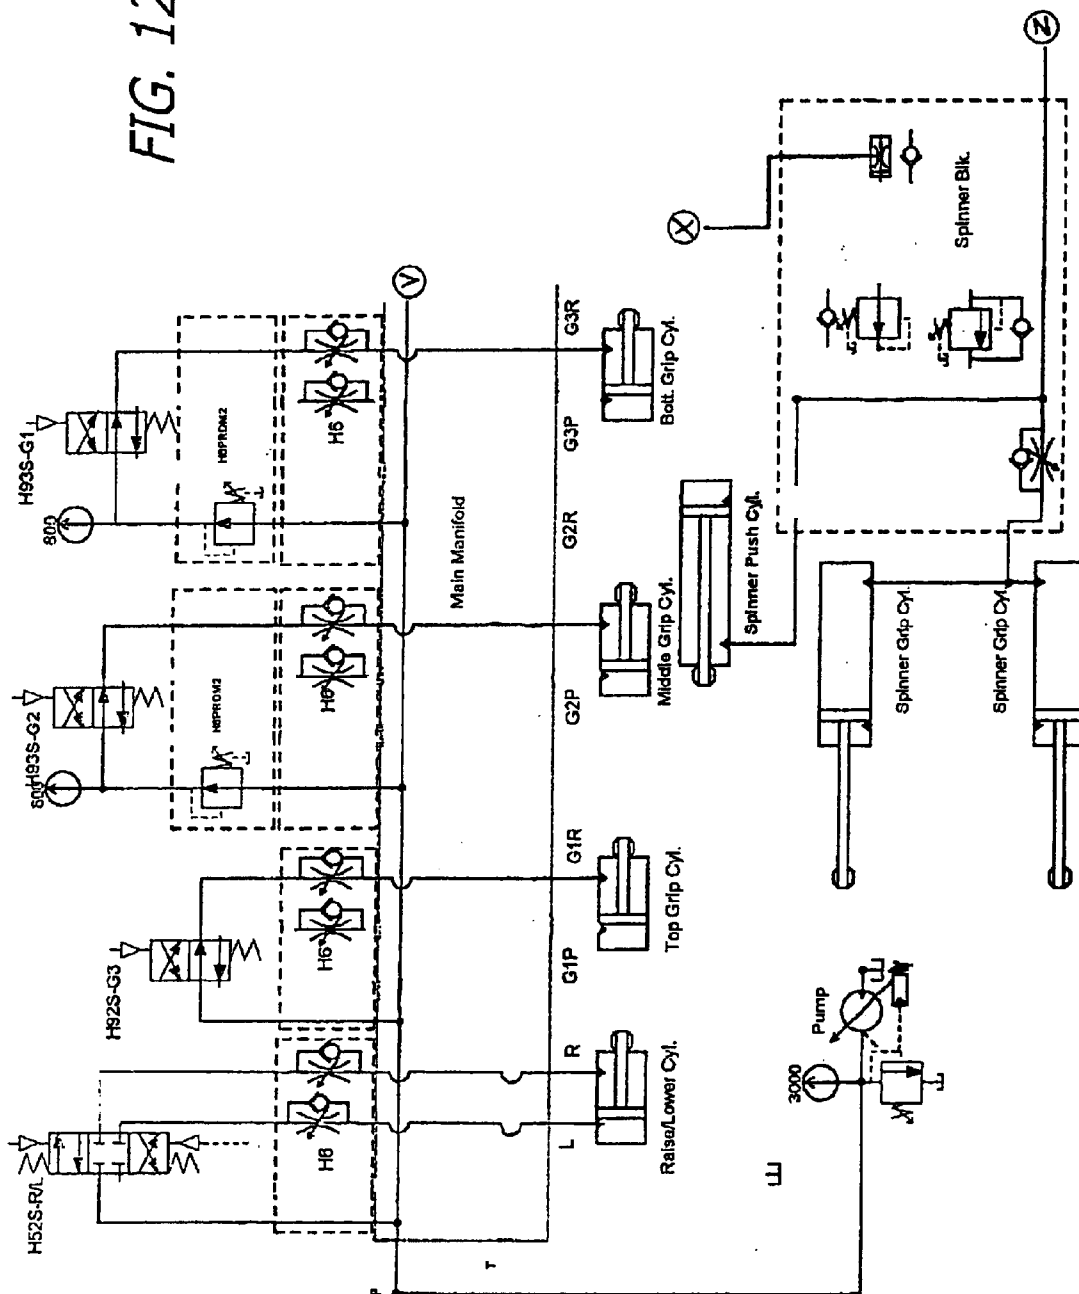 FIG. 12
H93S-G1
800
H6PRDM2
H6
G3R
G3P
Bott. Grip Cyl.
V
Main Manifold
H93S-G2
800
H6PRDM2
H6
G2R
G2P
Middle Grip Cyl.
Spinner Push Cyl.
H92S-G3
H6
G1R
G1P
Top Grip Cyl.
H52S-R/L
H6
R
L
Raise/Lower Cyl.
T
P
X
Z
Spinner Blk.
Spinner Grip Cyl.
Spinner Grip Cyl.
Pump
3000